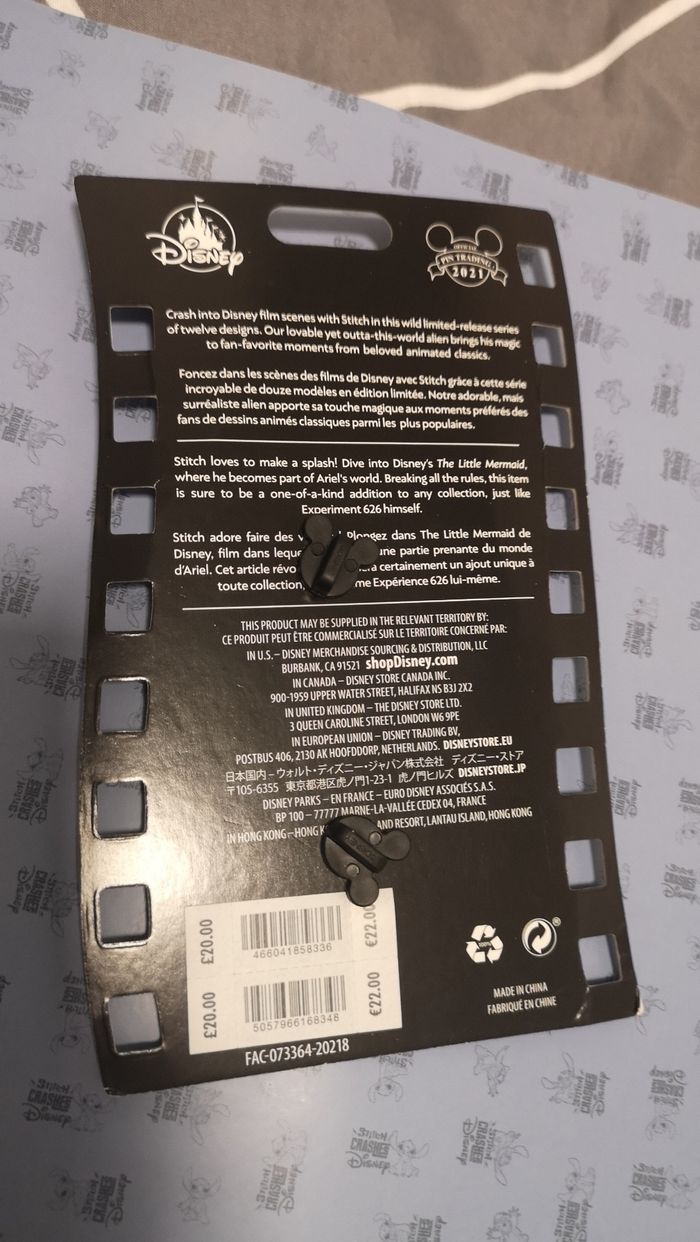 Disney
OFFICIAL
PIN TRADING
2021
Crash into Disney film scenes with Stitch in this wild limited-release series
of twelve designs. Our lovable yet outta-this-world alien brings his magic
to fan-favorite moments from beloved animated classics.
Foncez dans les scènes des films de Disney avec Stitch grâce à cette série
incroyable de douze modèles en édition limitée. Notre adorable, mais
surréaliste alien apporte sa touche magique aux moments préférés des
fans de dessins animés classiques parmi les plus populaires.
Stitch loves to make a splash! Dive into Disney's The Little Mermaid,
where he becomes part of Ariel's world. Breaking all the rules, this item
is sure to be a one-of-a-kind addition to any collection, just like
Experiment 626 himself.
Stitch adore faire des Plongez dans The Little Mermaid de
Disney, film dans une partie prenante du monde
d'Ariel. Cet article certainement un ajout unique à
toute collection, Expérience 626 lui-même.
THIS PRODUCT MAY BE SUPPLIED IN THE RELEVANT TERRITORY BY:
CE PRODUIT PEUT ÊTRE COMMERCIALISÉ SUR LE TERRITOIRE CONCERNÉ PAR:
IN U.S. – DISNEY MERCHANDISE SOURCING & DISTRIBUTION, LLC
BURBANK, CA 91521 shopDisney.com
IN CANADA – DISNEY STORE CANADA INC.
900-1959 UPPER WATER STREET, HALIFAX NS B3J 2X2
IN UNITED KINGDOM – THE DISNEY STORE LTD.
3 QUEEN CAROLINE STREET, LONDON W6 9PE
IN EUROPEAN UNION – DISNEY TRADING BV,
POSTBUS 406, 2130 AK HOOFDDORP, NETHERLANDS. DISNEYSTORE.EU
日本国内 – ウォルト・ディズニー・ジャパン株式会社 ディズニー・ストア
〒105-6355 東京都港区虎ノ門1-23-1 虎ノ門ヒルズ DISNEYSTORE.JP
DISNEY PARKS – EN FRANCE – EURO DISNEY ASSOCIÉS S.A.S.
BP 100 – 77777 MARNE-LA-VALLÉE CEDEX 04, FRANCE
IN HONG KONG – HONG AND RESORT, LANTAU ISLAND, HONG KONG
£20.00
466041858336
€22.00
£20.00
5057966168348
€22.00
100%
®
MADE IN CHINA
FABRIQUÉ EN CHINE
FAC-073364-20218
Stitch
CRASHES
Disney
Stitch
CRASHES
Disney
Stitch
CRASHES
Disney